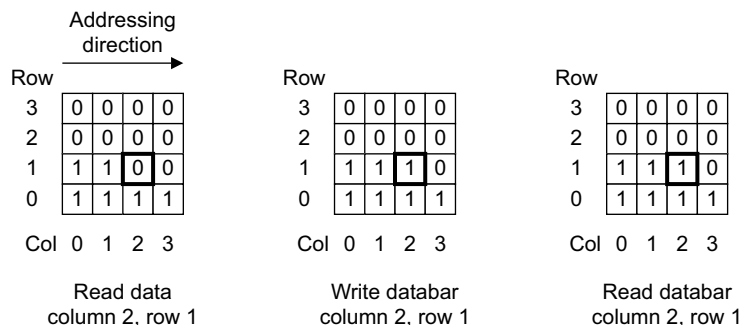 Addressing
direction
Row Row Row
3 0 0 0 0 3 0 0 0 0 3 0 0 0 0
2 0 0 0 0 2 0 0 0 0 2 0 0 0 0
1 1 1 0 0 1 1 1 1 0 1 1 1 1 0
0 1 1 1 1 0 1 1 1 1 0 1 1 1 1
Col 0 1 2 3 Col 0 1 2 3 Col 0 1 2 3
Read data Write databar Read databar
column 2, row 1 column 2, row 1 column 2, row 1